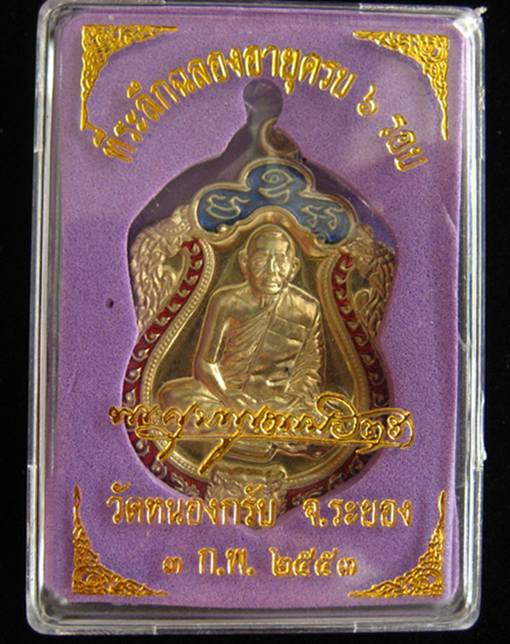 ที่ระลึกฉลองอายุครบ ๖ รอบ
วัดหนองกรับ จ.ระยอง
๓ ก.พ. ๒๕๕๓